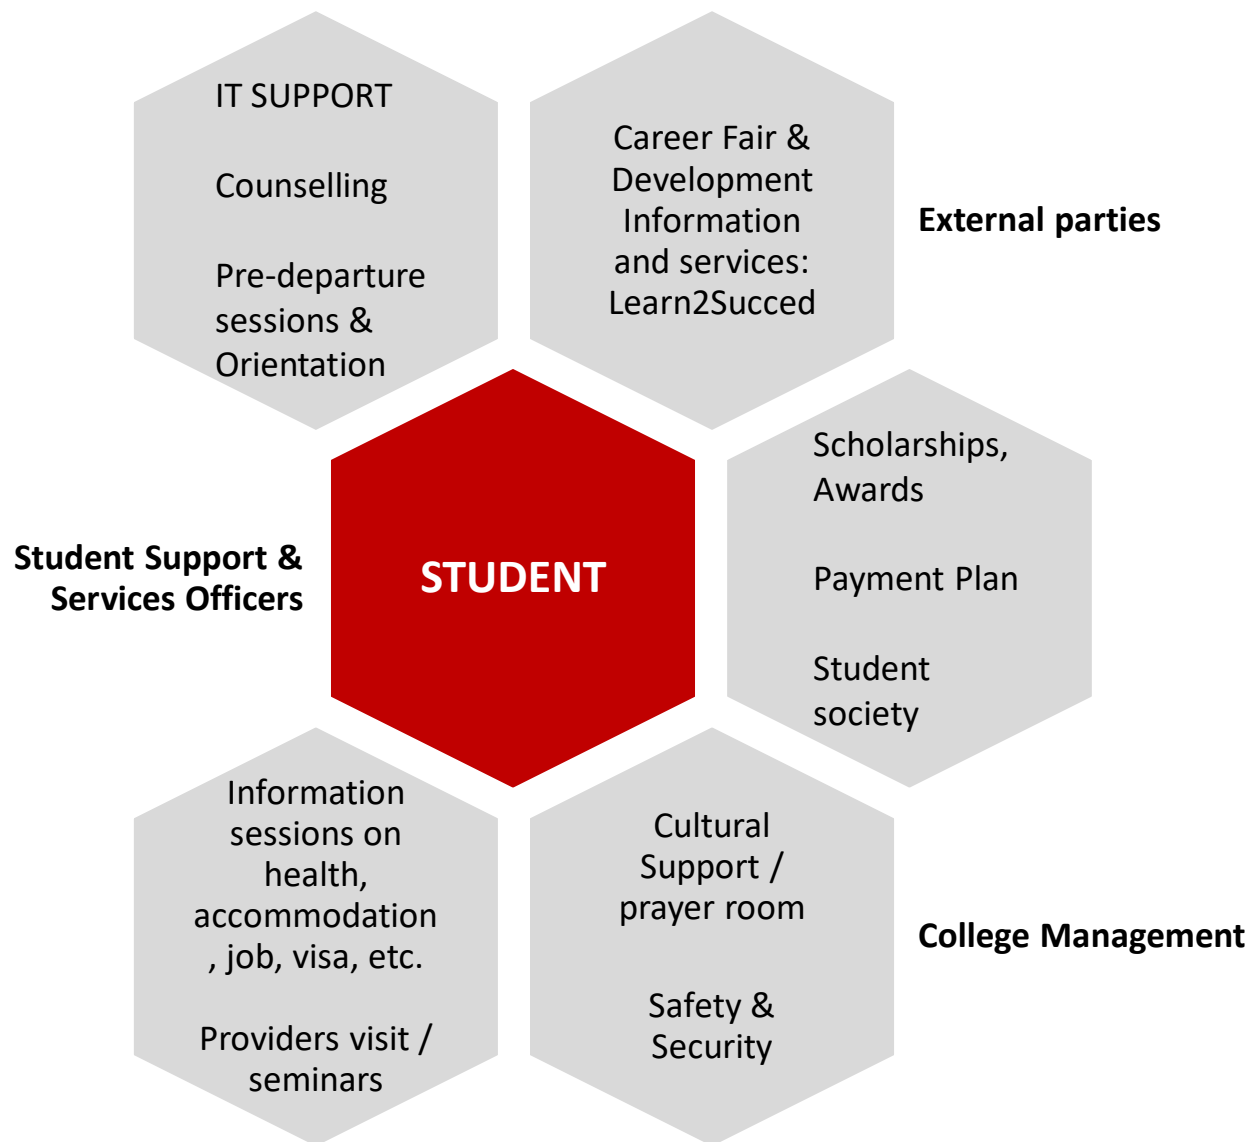 IT SUPPORT
Counselling
Pre-departure
sessions &
Orientation
Career Fair &
Development
Information
and services:
Learn2Succed
External parties
Student Support &
Services Officers
STUDENT
Scholarships,
Awards
Payment Plan
Student
society
Information
sessions on
health,
accommodation
, job, visa, etc.
Providers visit /
seminars
Cultural
Support /
prayer room
Safety &
Security
College Management